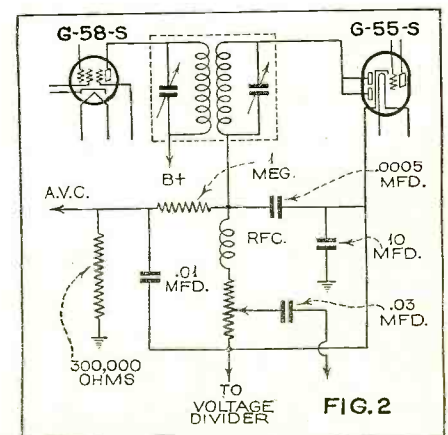 G-58-S
G-55-S
B+
1
MEG.
.0005
MFD.
A.V.C.
RFC.
.01
MFD.
10
MFD.
.03
MFD.
300,000
OHMS
TO
VOLTAGE
DIVIDER
FIG.2